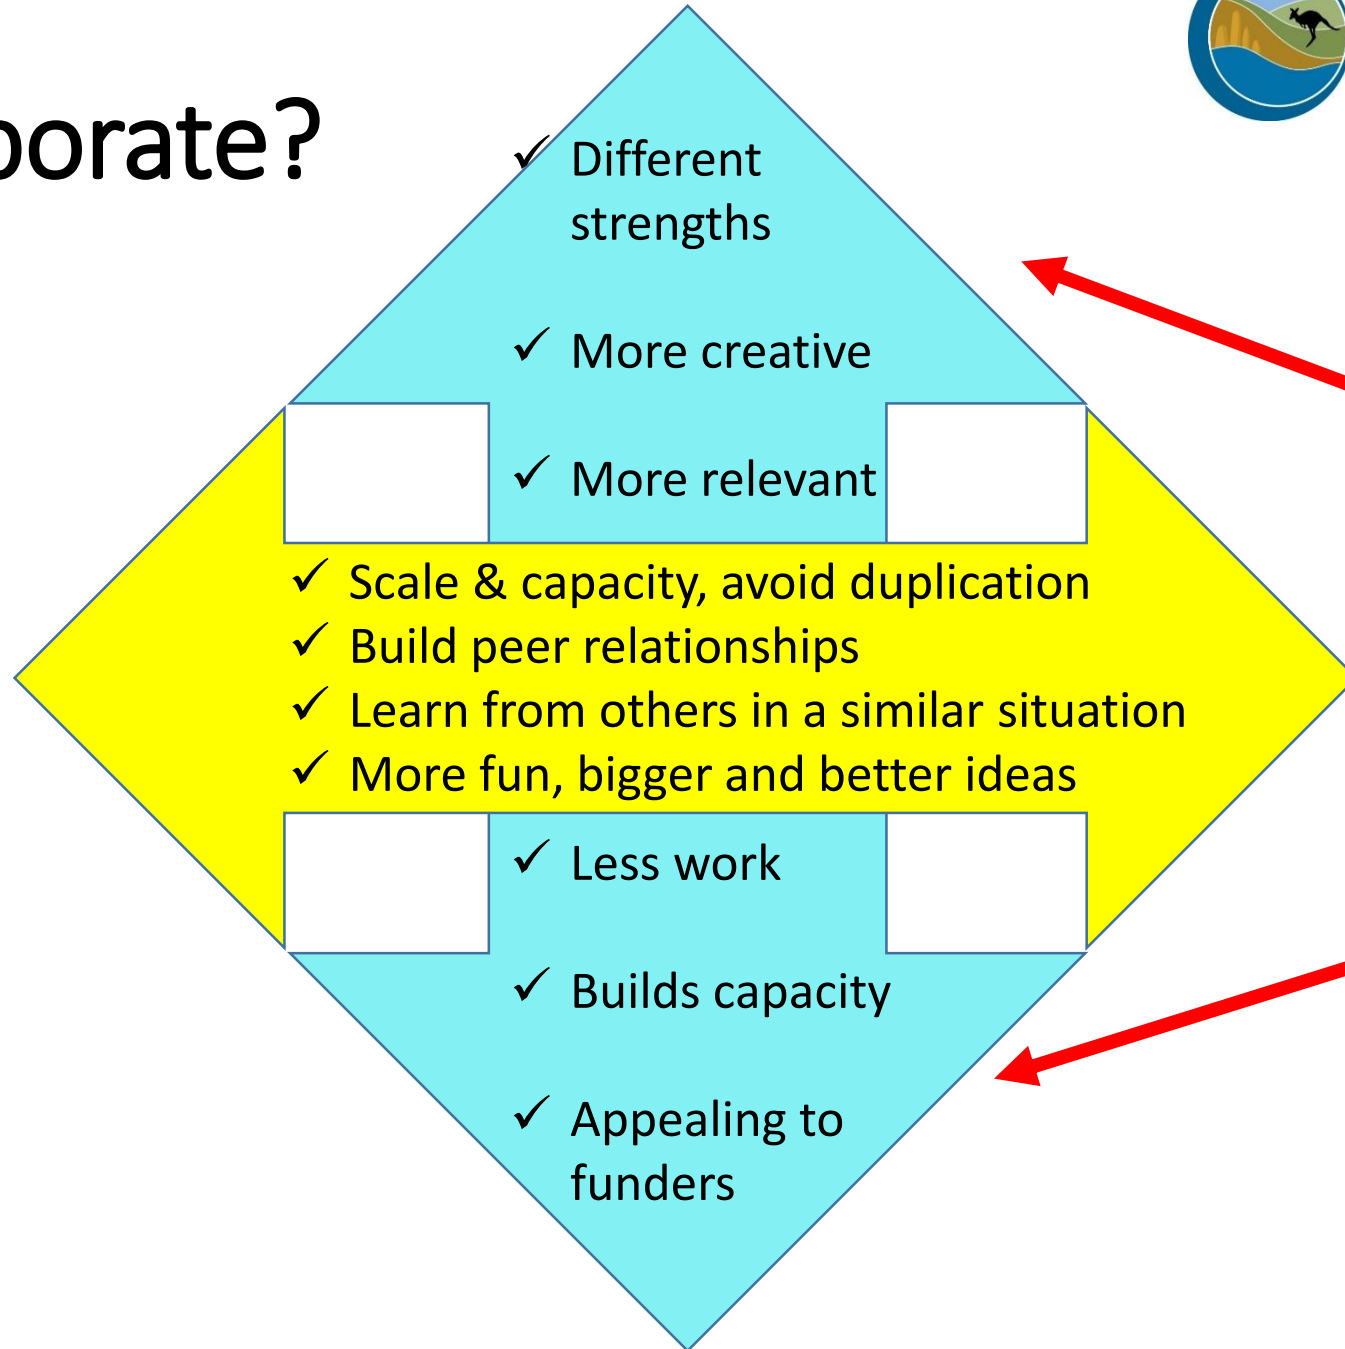 borate?
✓ Different
strengths
✓ More creative
✓ More relevant
✓ Scale & capacity, avoid duplication
✓ Build peer relationships
✓ Learn from others in a similar situation
✓ More fun, bigger and better ideas
✓ Less work
✓ Builds capacity
✓ Appealing to
funders